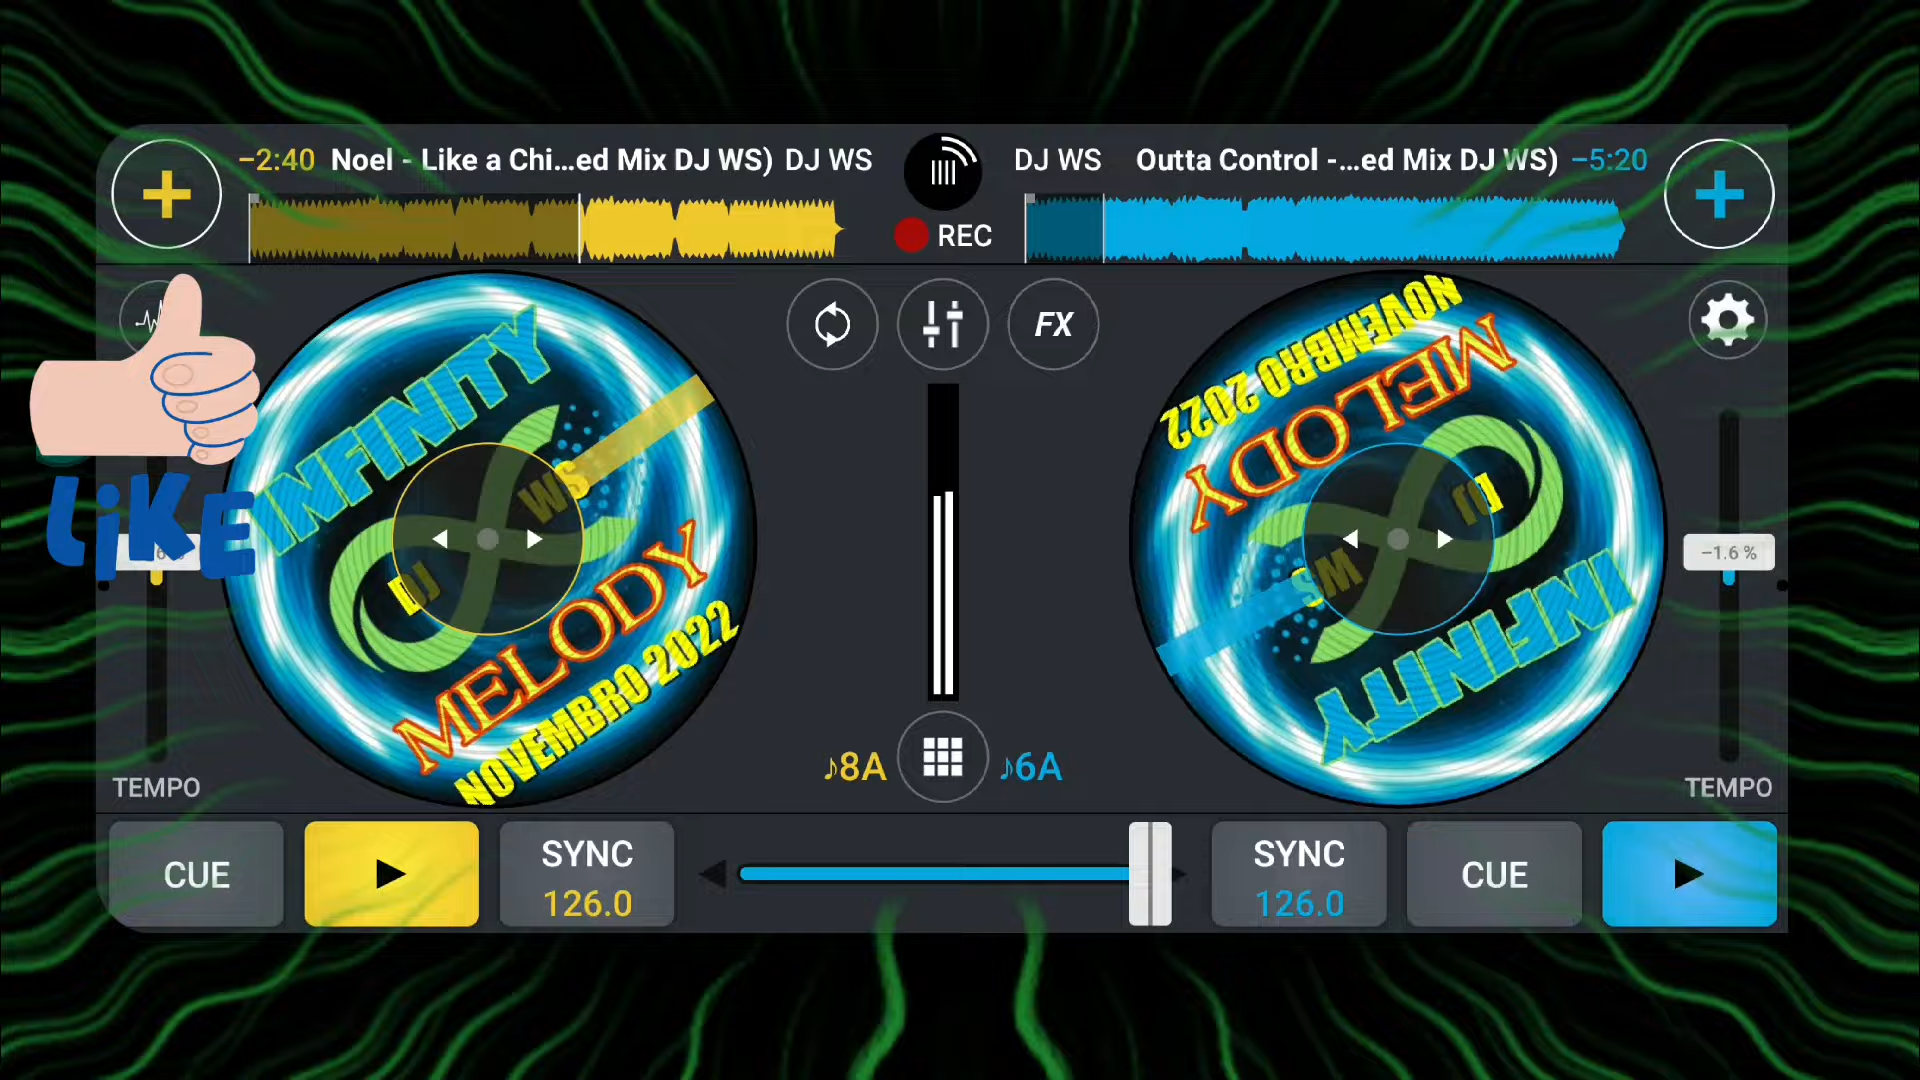 −2:40 Noel - Like a Chi...ed Mix DJ WS) DJ WS
DJ WS Outta Control -...ed Mix DJ WS) −5:20
REC
FX
INFINITY
WS
DJ
MELODY
NOVEMBRO 2022
NOVEMBRO 2022
MELODY
DJ
WS
INFINITY
LIKE
−1.6 %
♪8A
♪6A
TEMPO
TEMPO
CUE
SYNC
126.0
SYNC
126.0
CUE